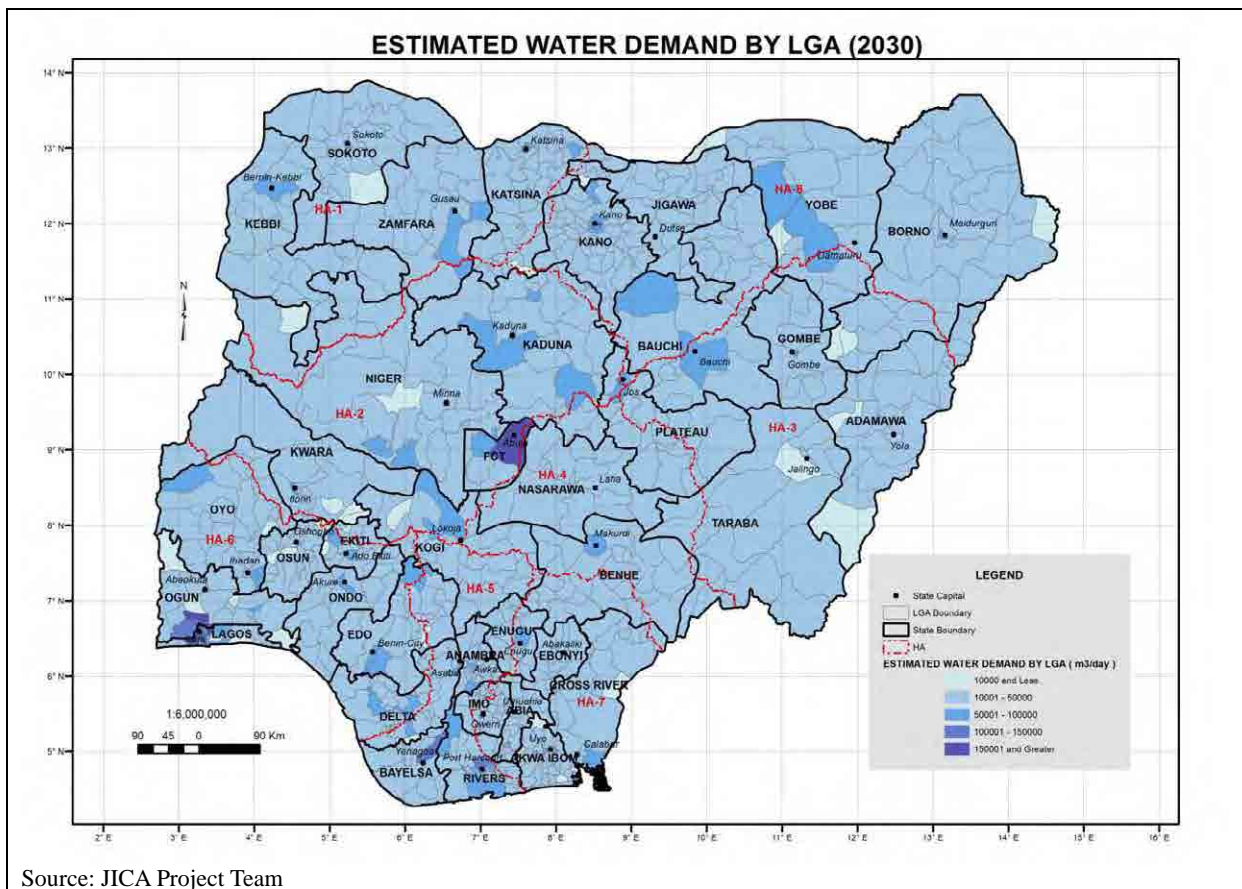 ESTIMATED WATER DEMAND BY LGA (2030)
14° N
13° N
12° N
11° N
10° N
9° N
8° N
7° N
6° N
5° N
N
Sokoto
SOKOTO
Katsina
Bernin-Kebbi
HA-1
KATSINA
HA-8
KEBBI
Gusau
ZAMFARA
JIGAWA
YOBE
Kano
KANO
Dutse
BORNO
Maidurguri
Damaturu
Kaduna
KADUNA
BAUCHI
Bauchi
GOMBE
Gombe
NIGER
Minna
Jos
HA-2
PLATEAU
HA-3
ADAMAWA
Yola
Abuja
FCT
KWARA
HA-4
Lafia
NASARAWA
Jalingo
Ilorin
OYO
TARABA
Lokoja
Makurdi
Oshogbo
EKITI
KOGI
HA-6
OSUN
Ado Ekiti
BENUE
Ibadan
Abeokuta
Akure
HA-5
OGUN
ONDO
LAGOS
EDO
Benin-City
ENUGU
Enugu
Abakaliki
EBONYI
ANAMBRA
Awka
Asaba
CROSS RIVER
IMO
Umuahia
ABIA
HA-7
DELTA
Owerri
Uyo
Yenagoa
Port Harcourt
AKWA IBOM
Calabar
BAYELSA
RIVERS
1:6,000,000
90 45 0 90 Km
LEGEND
State Capital
LGA Boundary
State Boundary
HA
ESTIMATED WATER DEMAND BY LGA ( m3/day )
10000 and Less
10001 - 50000
50001 - 100000
100001 - 150000
150001 and Greater
2° E 3° E 4° E 5° E 6° E 7° E 8° E 9° E 10° E 11° E 12° E 13° E 14° E 15° E 16° E
Source: JICA Project Team